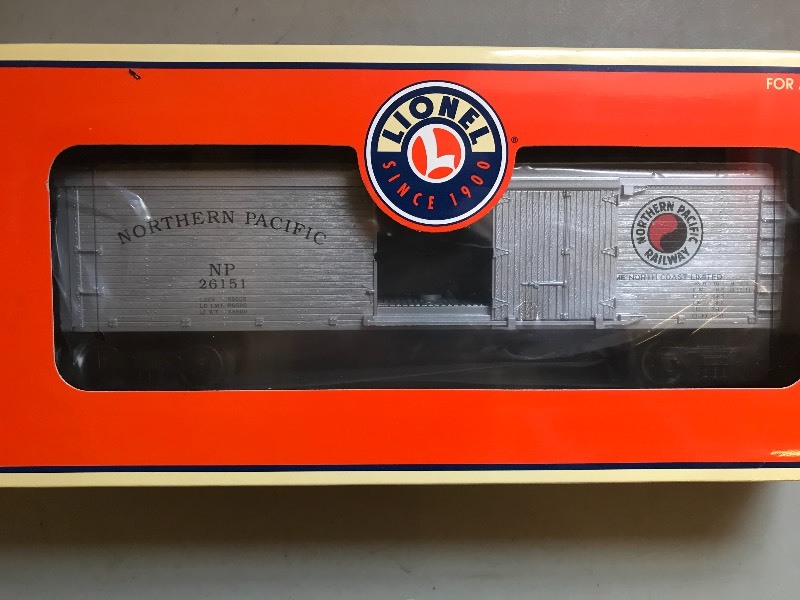 FOR
LIONEL
SINCE 1900
®
NORTHERN PACIFIC
NP
26151
NORTHERN PACIFIC
RAILWAY
NORTH COAST LIMITED